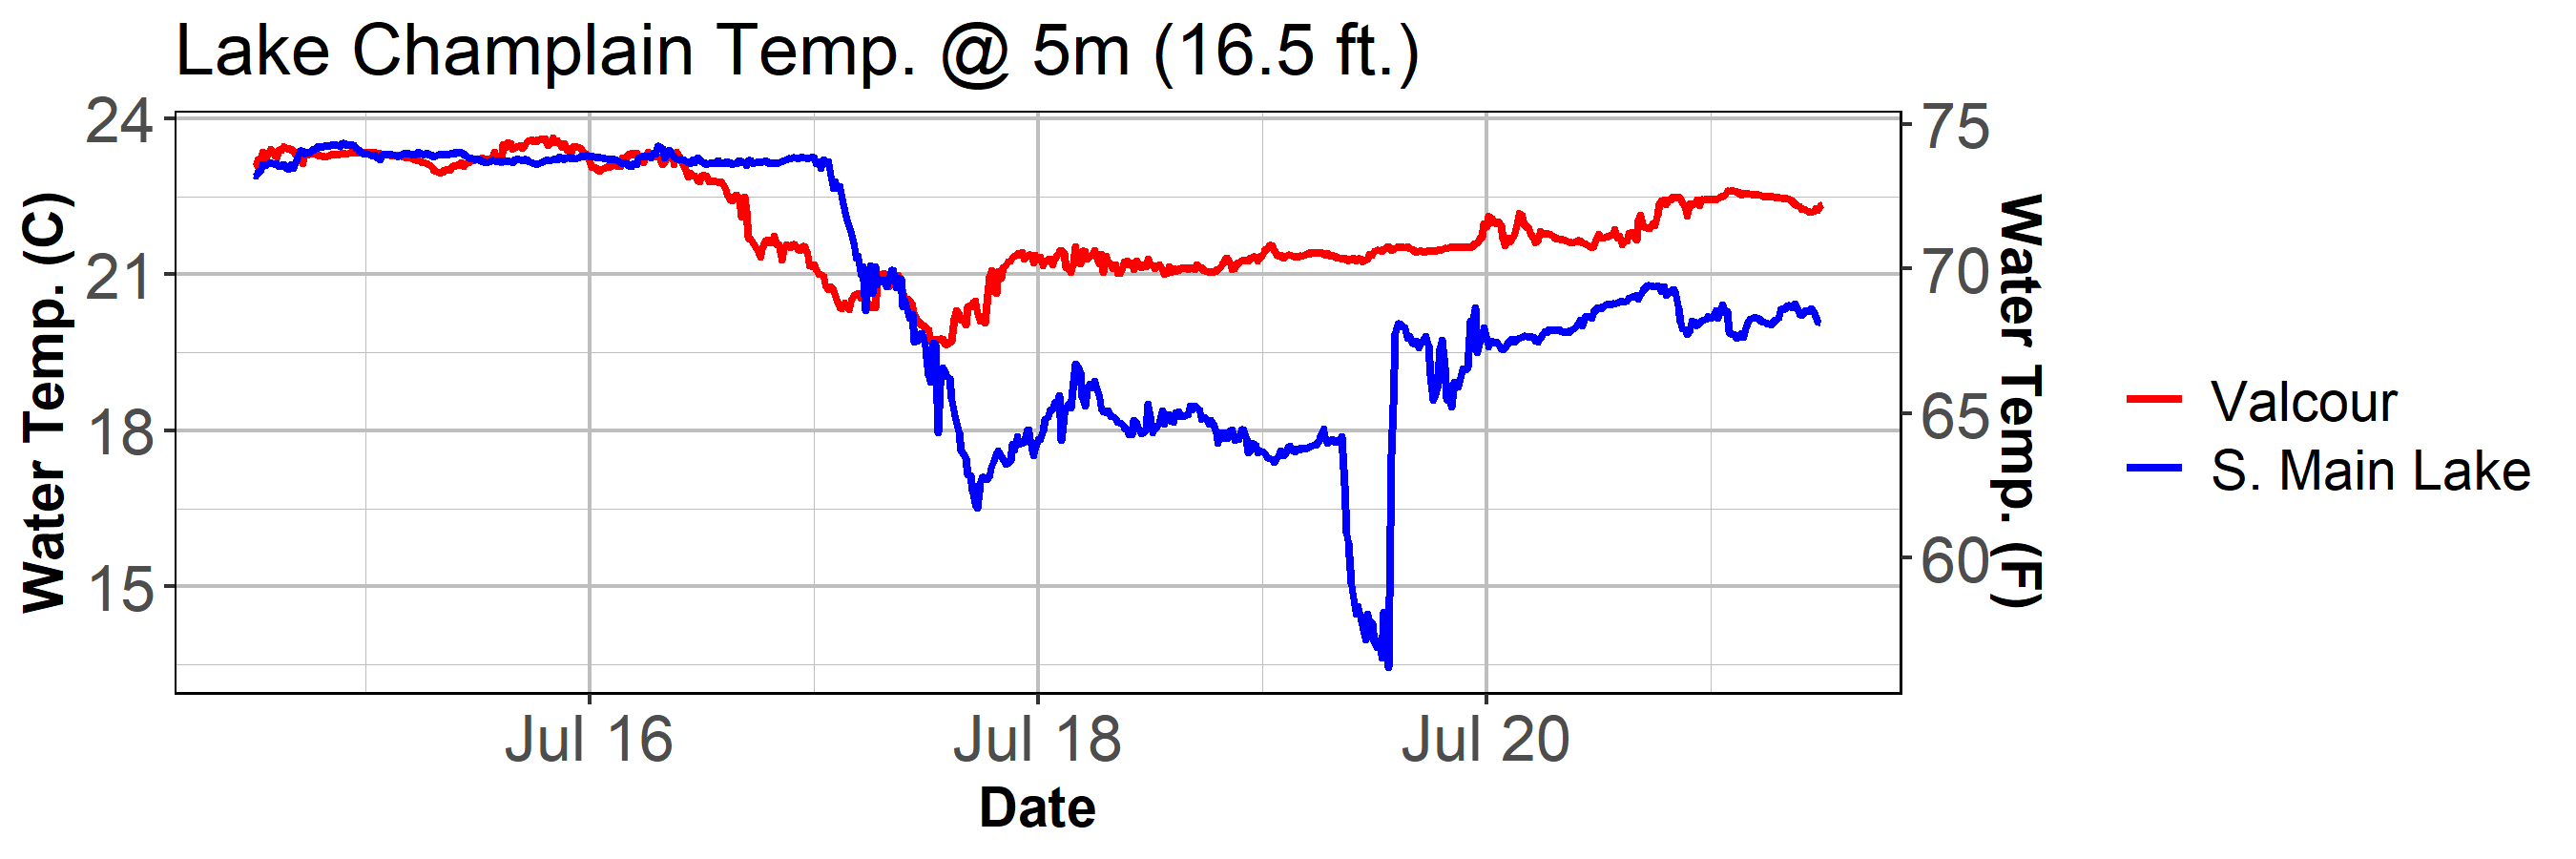 Lake Champlain Temp. @ 5m (16.5 ft.)
Water Temp. (C)
24
21
18
15
75
70
65
60
Water Temp. (F)
Jul 16
Jul 18
Jul 20
Date
Valcour
S. Main Lake